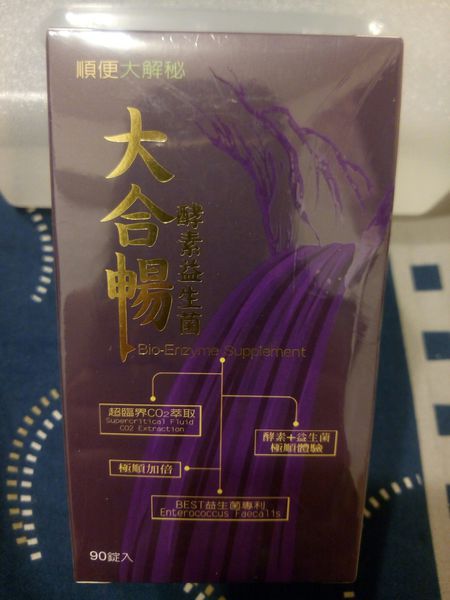 順便大解秘
大合暢
酵素益生菌
Bio-Enzyme Supplement
超臨界CO2萃取
Supercritical Fluid
CO2 Extraction
酵素+益生菌
極順體驗
極順加倍
BEST益生菌專利
Enterococcus Faecalis
90錠入